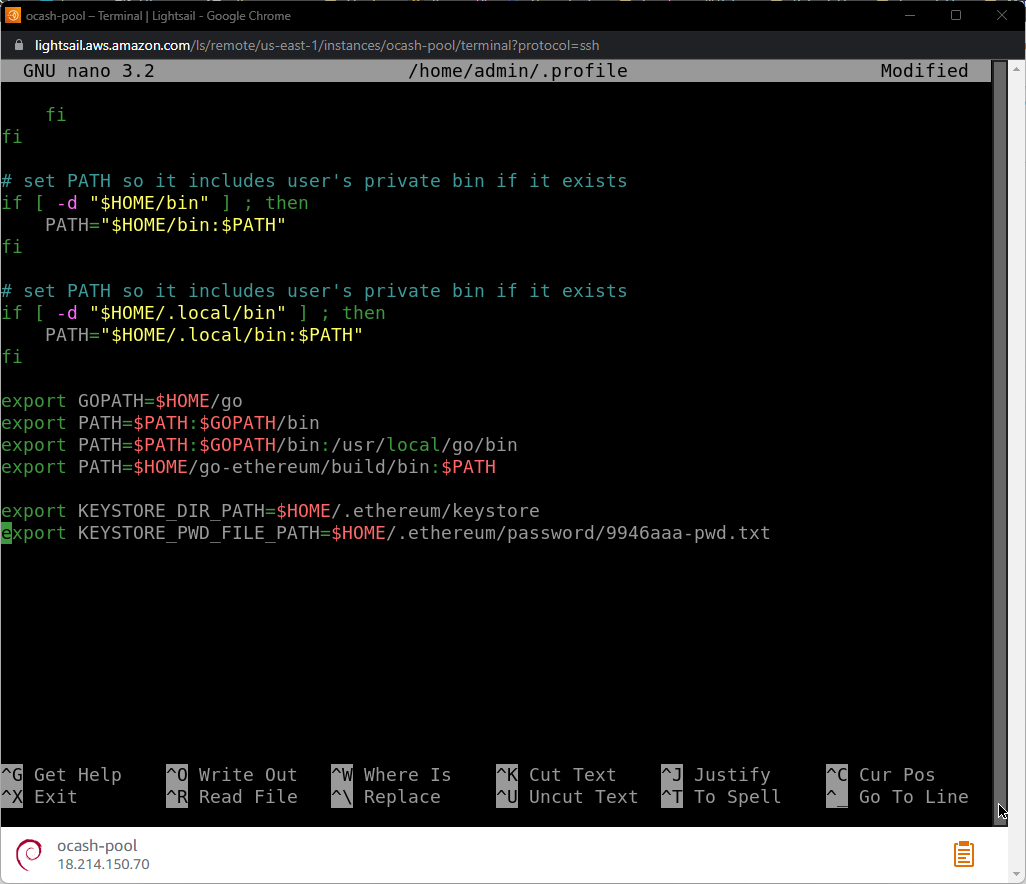 ocash-pool – Terminal | Lightsail - Google Chrome
lightsail.aws.amazon.com/ls/remote/us-east-1/instances/ocash-pool/terminal?protocol=ssh
GNU nano 3.2 /home/admin/.profile Modified
    fi
fi
# set PATH so it includes user's private bin if it exists
if [ -d "$HOME/bin" ] ; then
    PATH="$HOME/bin:$PATH"
fi
# set PATH so it includes user's private bin if it exists
if [ -d "$HOME/.local/bin" ] ; then
    PATH="$HOME/.local/bin:$PATH"
fi
export GOPATH=$HOME/go
export PATH=$PATH:$GOPATH/bin
export PATH=$PATH:$GOPATH/bin:/usr/local/go/bin
export PATH=$HOME/go-ethereum/build/bin:$PATH
export KEYSTORE_DIR_PATH=$HOME/.ethereum/keystore
export KEYSTORE_PWD_FILE_PATH=$HOME/.ethereum/password/9946aaa-pwd.txt
^G Get Help ^O Write Out ^W Where Is ^K Cut Text ^J Justify ^C Cur Pos
^X Exit ^R Read File ^\ Replace ^U Uncut Text ^T To Spell ^_ Go To Line
ocash-pool
18.214.150.70